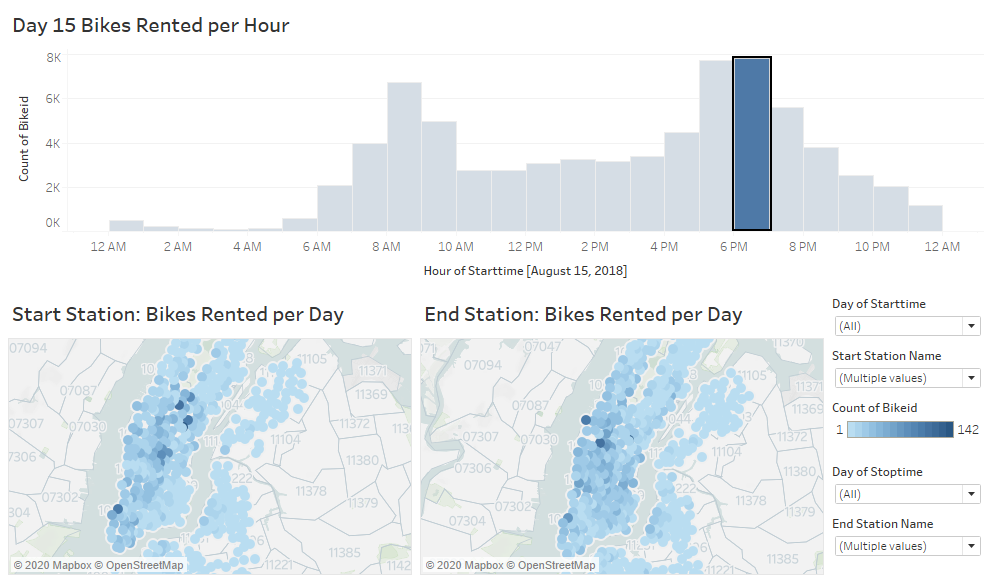 Day 15 Bikes Rented per Hour
8K
6K
4K
2K
0K
Count of Bikeid
12 AM 2 AM 4 AM 6 AM 8 AM 10 AM 12 PM 2 PM 4 PM 6 PM 8 PM 10 PM 12 AM
Hour of Starttime [August 15, 2018]
Start Station: Bikes Rented per Day
07094
11105
11371
07087
11369
07030
11372
07307
11104
11380
07302
11378
11379
11385
© 2020 Mapbox © OpenStreetMap
End Station: Bikes Rented per Day
07047
11370
07094
11371
07087
11369
07030
11372
07307
11104
07306
11380
07302
11378
07304
11379
11385
© 2020 Mapbox © OpenStreetMap
Day of Starttime
(All)
Start Station Name
(Multiple values)
Count of Bikeid
1 142
Day of Stoptime
(All)
End Station Name
(Multiple values)